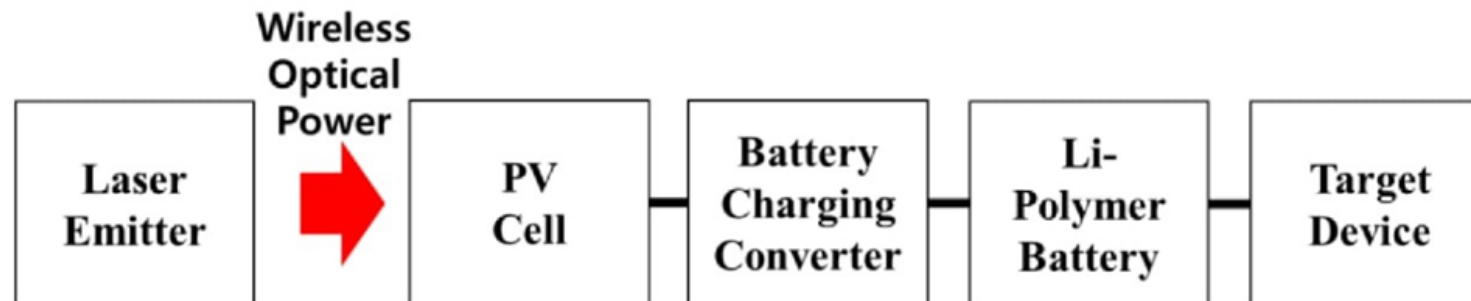 Wireless
Optical
Power
Laser
Emitter
PV
Cell
Battery
Charging
Converter
Li-
Polymer
Battery
Target
Device